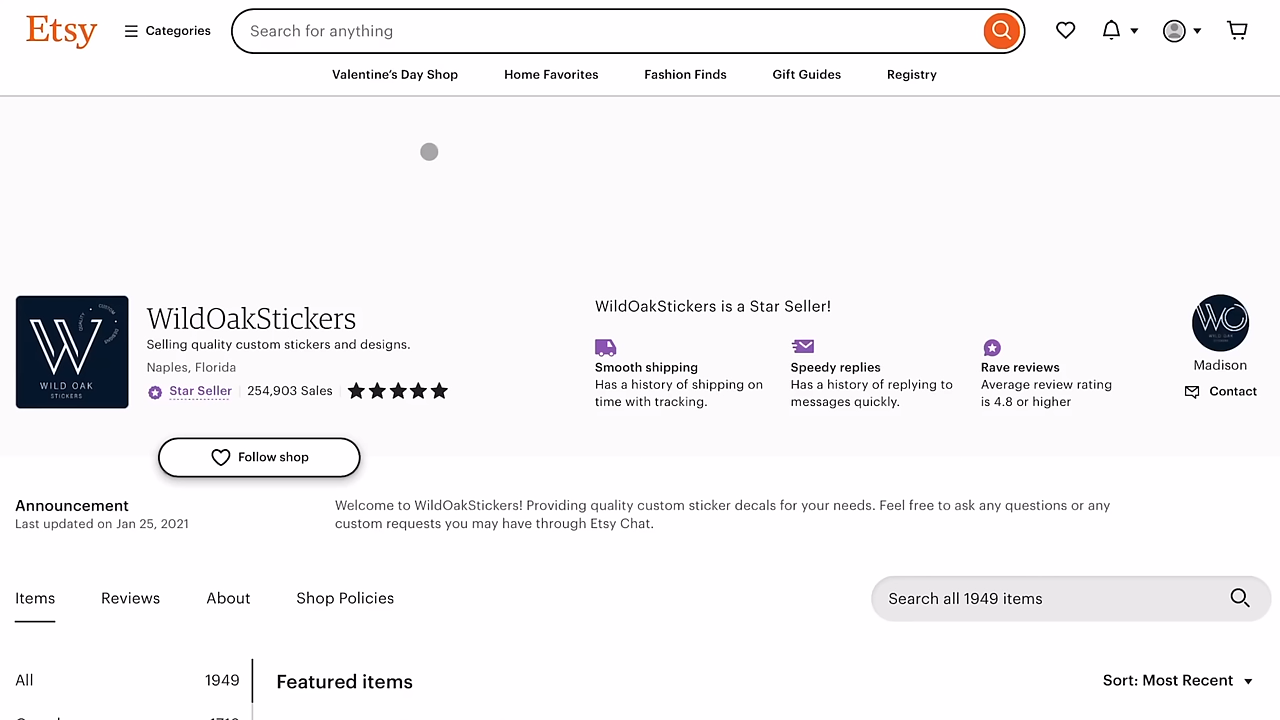 Etsy
Categories
Search for anything
Valentine’s Day Shop
Home Favorites
Fashion Finds
Gift Guides
Registry
WILD OAK
STICKERS
WildOakStickers
Selling quality custom stickers and designs.
Naples, Florida
Star Seller
254,903 Sales
WildOakStickers is a Star Seller!
Smooth shipping
Has a history of shipping on
time with tracking.
Speedy replies
Has a history of replying to
messages quickly.
Rave reviews
Average review rating
is 4.8 or higher
Madison
Contact
Follow shop
Announcement
Last updated on Jan 25, 2021
Welcome to WildOakStickers! Providing quality custom sticker decals for your needs. Feel free to ask any questions or any
custom requests you may have through Etsy Chat.
Items
Reviews
About
Shop Policies
Search all 1949 items
All
1949
Featured items
Sort: Most Recent